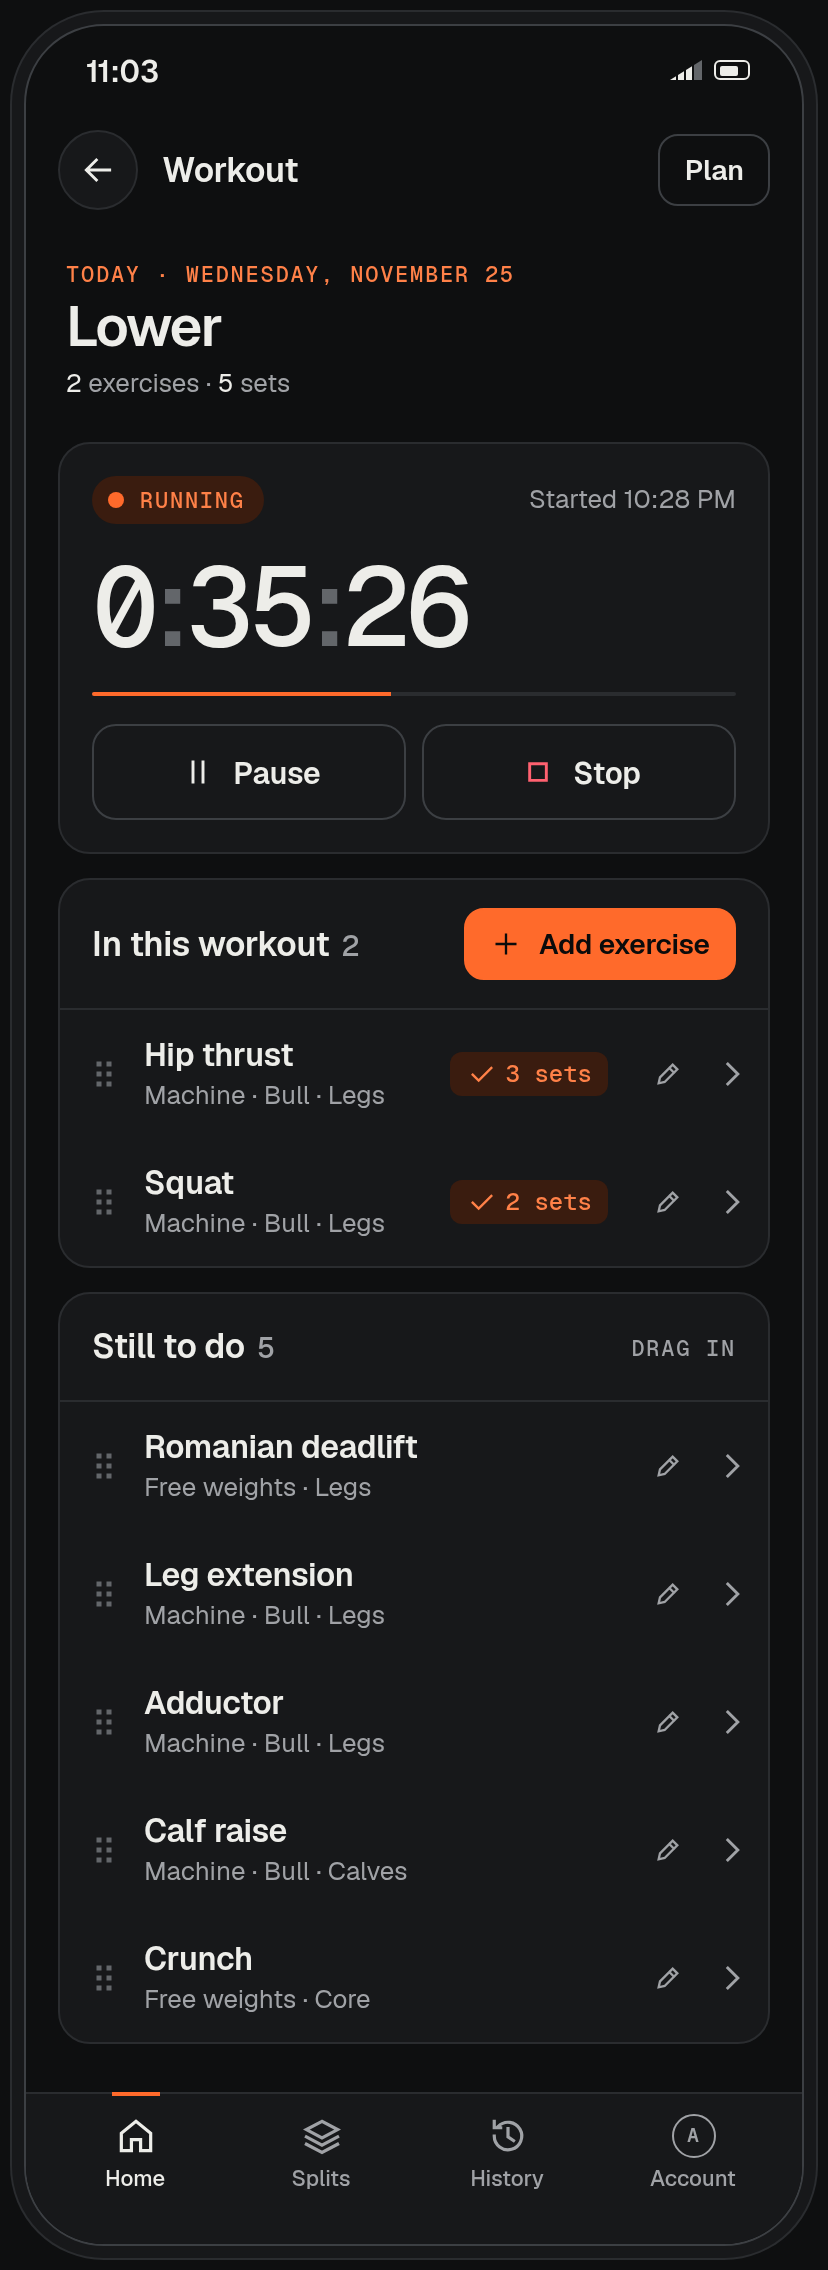 11:03
Workout
Plan
TODAY · WEDNESDAY, NOVEMBER 25
Lower
2 exercises · 5 sets
RUNNING
Started 10:28 PM
0:35:26
Pause
Stop
In this workout 2
Add exercise
Hip thrust
3 sets
Machine · Bull · Legs
Squat
2 sets
Machine · Bull · Legs
Still to do 5
DRAG IN
Romanian deadlift
Free weights · Legs
Leg extension
Machine · Bull · Legs
Adductor
Machine · Bull · Legs
Calf raise
Machine · Bull · Calves
Crunch
Free weights · Core
A
Home
Splits
History
Account